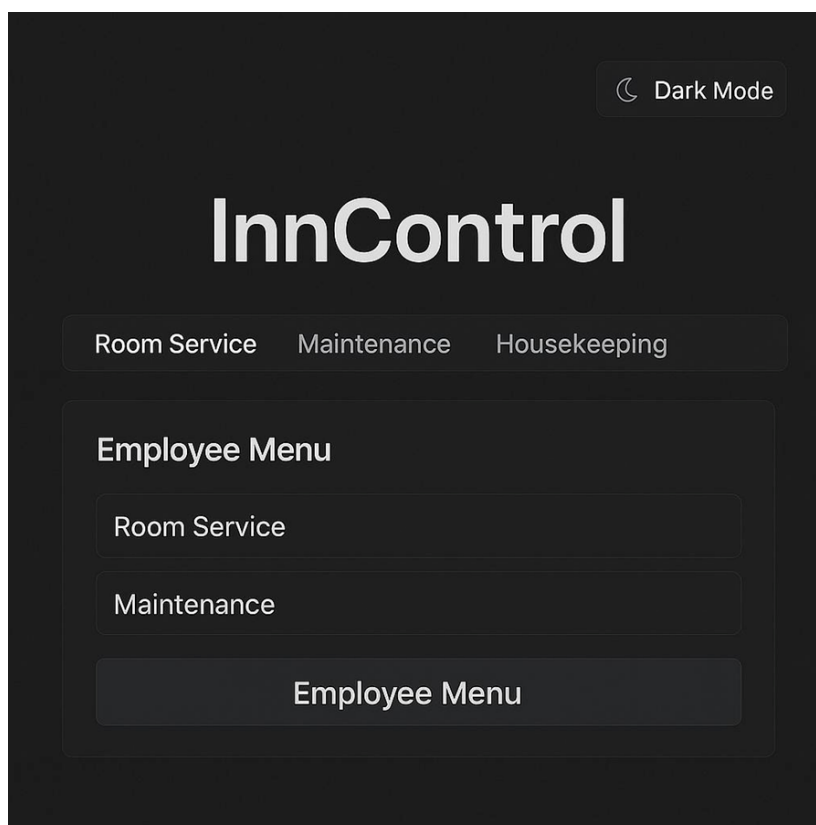 Dark Mode
InnControl
Room Service Maintenance Housekeeping
Employee Menu
Room Service
Maintenance
Employee Menu